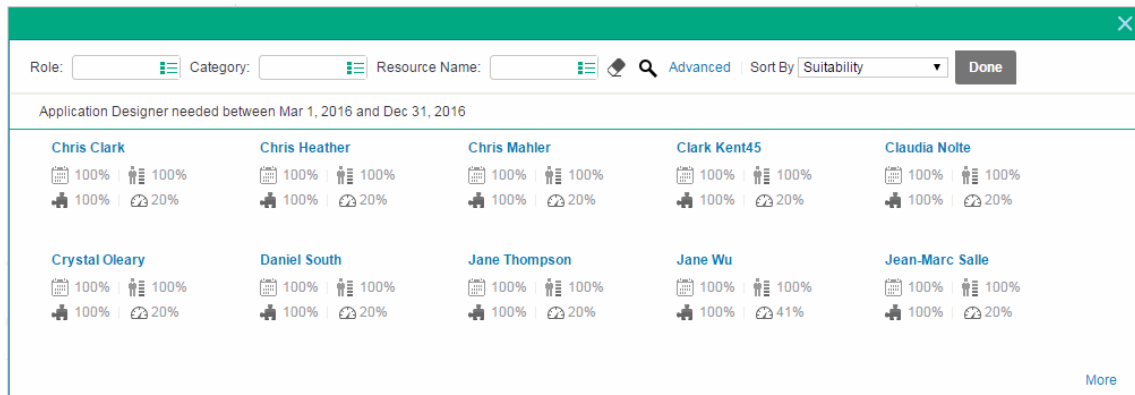 Role: Category: Resource Name: Advanced Sort By Suitability Done
Application Designer needed between Mar 1, 2016 and Dec 31, 2016
Chris Clark Chris Heather Chris Mahler Clark Kent45 Claudia Nolte
100% 100% 100% 100% 100% 100% 100% 100% 100% 100%
100% 20% 100% 20% 100% 20% 100% 20% 100% 20%
Crystal Oleary Daniel South Jane Thompson Jane Wu Jean-Marc Salle
100% 100% 100% 100% 100% 100% 100% 100% 100% 100%
100% 20% 100% 20% 100% 20% 100% 41% 100% 20%
More